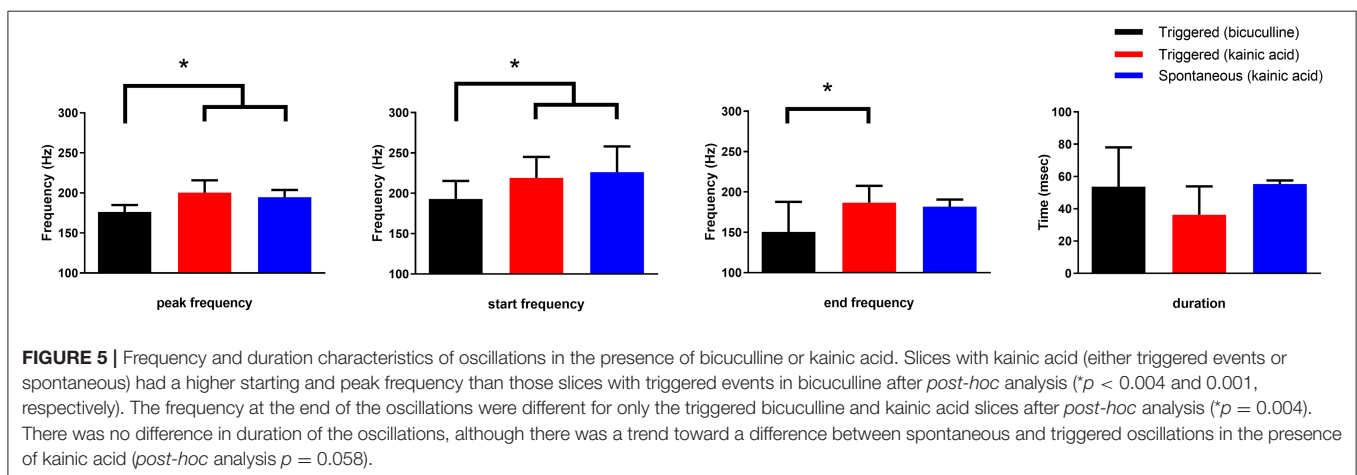 Triggered (bicuculline)
Triggered (kainic acid)
Spontaneous (kainic acid)
*
300
250
200
150
100
Frequency (Hz)
peak frequency
*
300
250
200
150
100
Frequency (Hz)
start frequency
*
300
250
200
150
100
Frequency (Hz)
end frequency
100
80
60
40
20
0
Time (msec)
duration
FIGURE 5 | Frequency and duration characteristics of oscillations in the presence of bicuculline or kainic acid. Slices with kainic acid (either triggered events or
spontaneous) had a higher starting and peak frequency than those slices with triggered events in bicuculline after post-hoc analysis (*p < 0.004 and 0.001,
respectively). The frequency at the end of the oscillations were different for only the triggered bicuculline and kainic acid slices after post-hoc analysis (*p = 0.004).
There was no difference in duration of the oscillations, although there was a trend toward a difference between spontaneous and triggered oscillations in the presence
of kainic acid (post-hoc analysis p = 0.058).